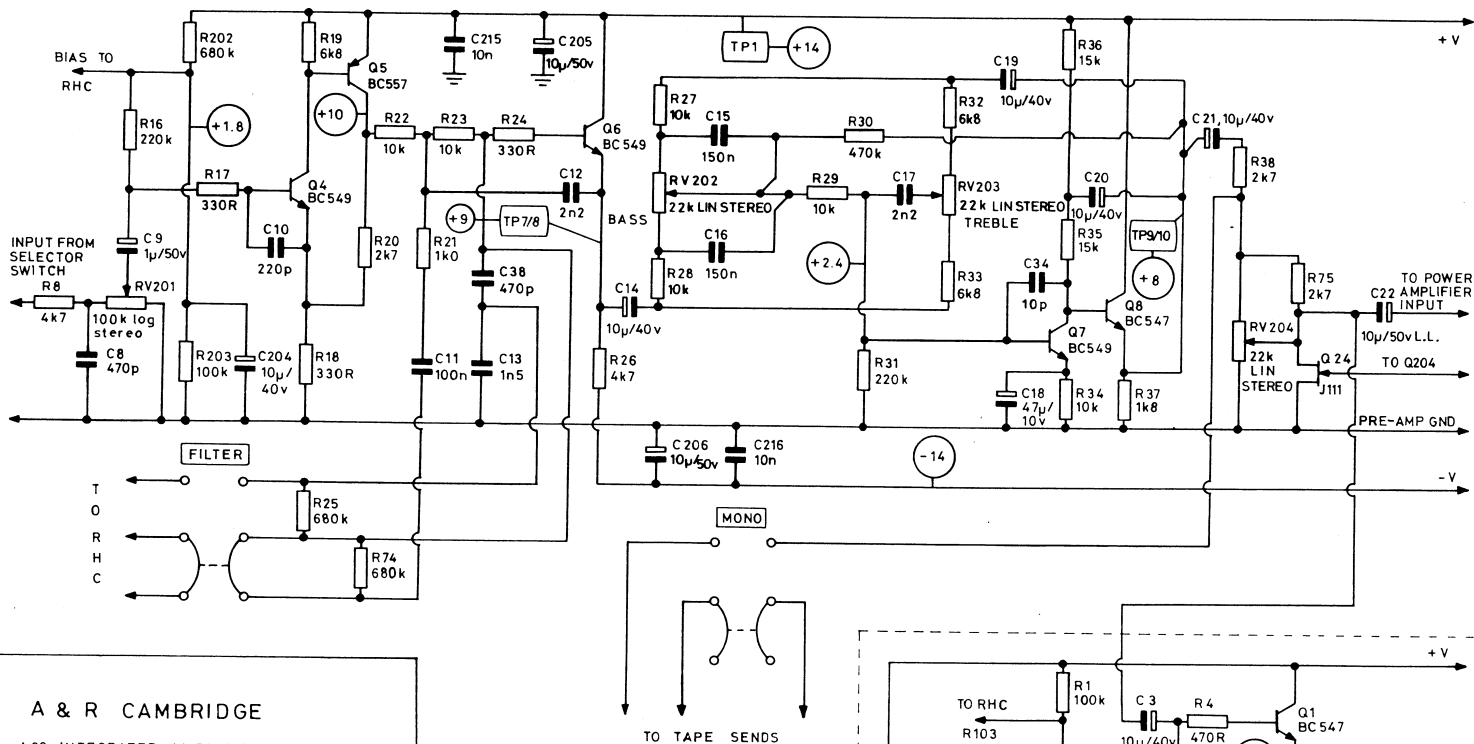 R202
680k
R19
6k8
Q5
BC557
C215
10n
C205
10μ/50v
TP1
+14
R36
15k
+V
BIAS TO
RHC
R16
220k
+1.8
+10
R22
10k
R23
10k
R24
330R
Q6
BC549
R27
10k
C15
150n
R30
470k
R32
6k8
C19
10μ/40v
C21, 10μ/40v
R38
2k7
R17
330R
Q4
BC549
C10
220p
C12
2n2
+9
TP7/8
BASS
RV202
22k LIN STEREO
R29
10k
C17
2n2
RV203
22k LIN STEREO
TREBLE
C20
10μ/40v
R35
15k
TP9/10
+8
INPUT FROM
SELECTOR
SWITCH
C9
1μ/50v
R8
4k7
RV201
100k log
stereo
R20
2k7
R21
1k0
C38
470p
C16
150n
R28
10k
C14
10μ/40v
+2.4
R33
6k8
C34
10p
Q8
BC547
Q7
BC549
R75
2k7
TO POWER
AMPLIFIER
INPUT
C22
10μ/50v L.L.
C8
470p
R203
100k
C204
10μ/
40v
R18
330R
C11
100n
C13
1n5
R26
4k7
R31
220k
C18
47μ/
10v
R34
10k
R37
1k8
RV204
22k
LIN
STEREO
Q24
J111
TO Q204
PRE-AMP GND
FILTER
C206
10μ/50v
C216
10n
-14
-V
TO
RHC
R25
680k
R74
680k
MONO
TO TAPE SENDS
+V
A & R CAMBRIDGE
R1
100k
TO RHC
R103
C3
10μ/40v
R4
470R
Q1
BC547